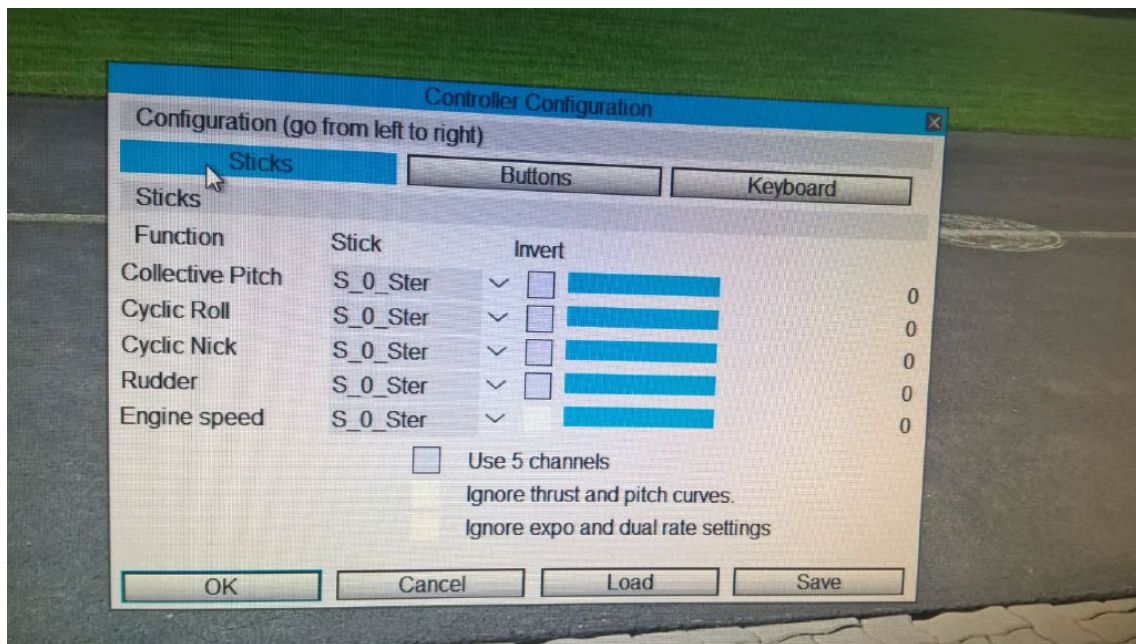 Controller Configuration
Configuration (go from left to right)
Sticks Buttons Keyboard
Sticks
Function Stick Invert
Collective Pitch S_0_Ster 0
Cyclic Roll S_0_Ster 0
Cyclic Nick S_0_Ster 0
Rudder S_0_Ster 0
Engine speed S_0_Ster 0
Use 5 channels
Ignore thrust and pitch curves.
Ignore expo and dual rate settings
OK Cancel Load Save